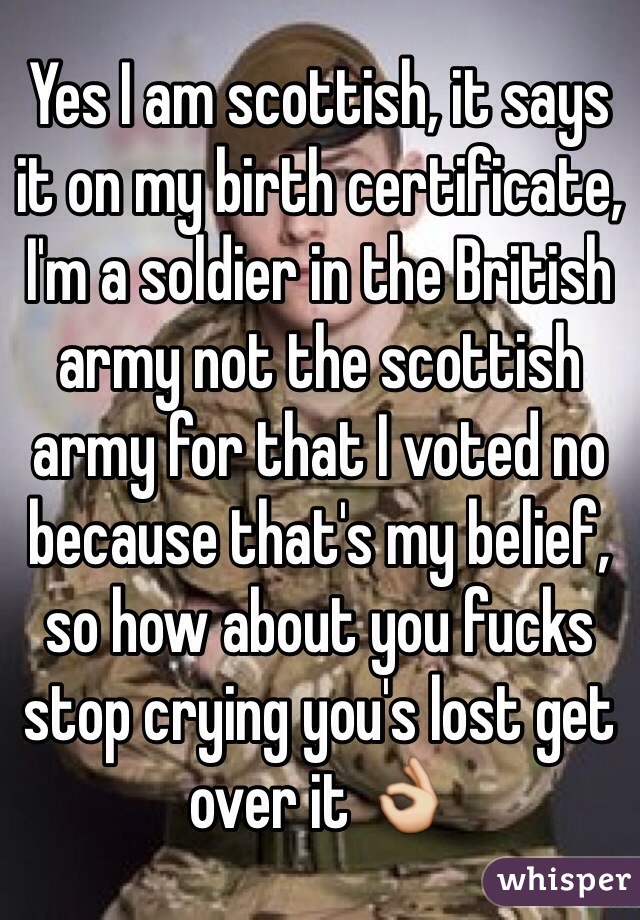 Yes I am scottish, it says
it on my birth certificate,
I'm a soldier in the British
army not the scottish
army for that I voted no
because that's my belief,
so how about you fucks
stop crying you's lost get
over it 👌
whisper